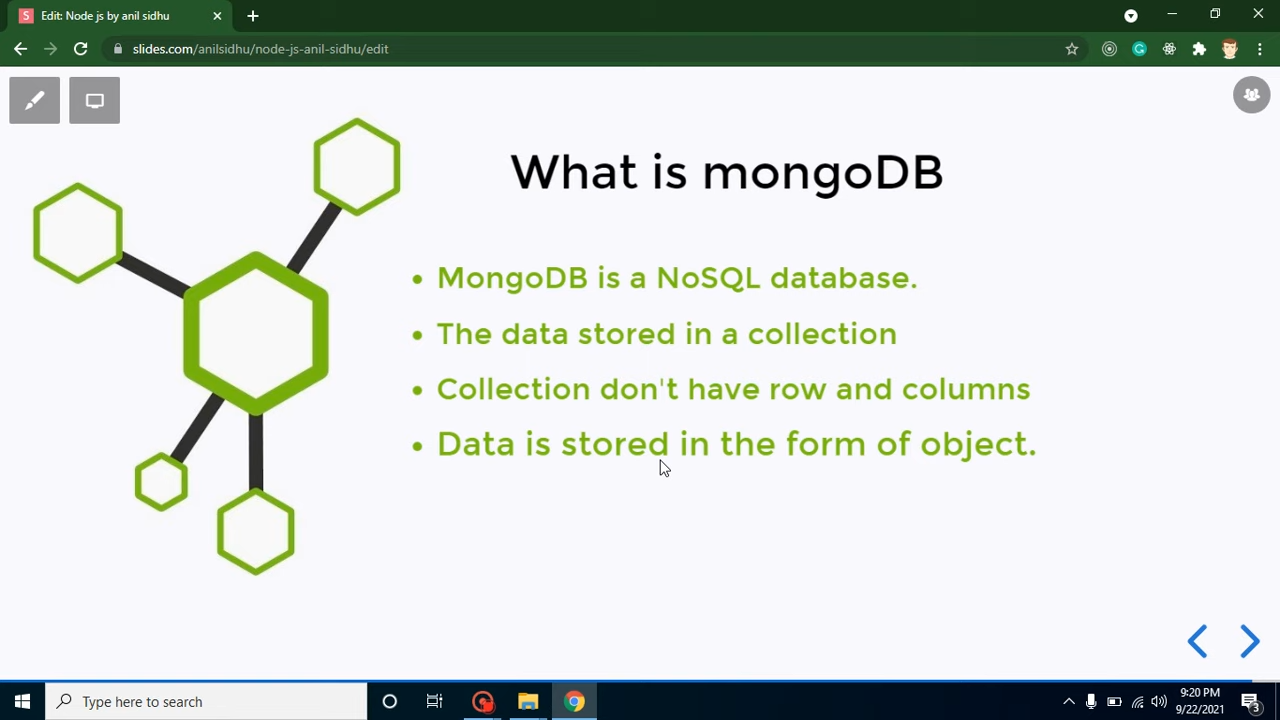 Edit: Node js by anil sidhu
slides.com/anilsidhu/node-js-anil-sidhu/edit
What is mongoDB
• MongoDB is a NoSQL database.
• The data stored in a collection
• Collection don't have row and columns
• Data is stored in the form of object.
Type here to search
9:20 PM
9/22/2021
3